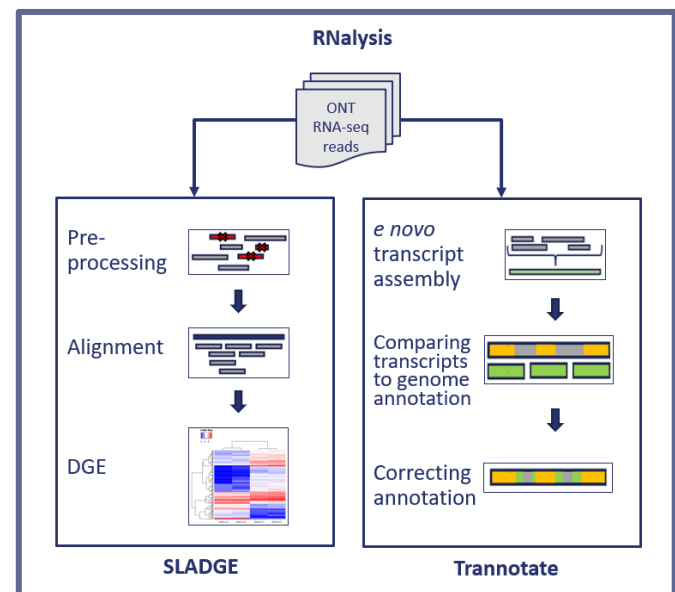 RNalysis
ONT
RNA-seq
reads
Pre-
processing
Alignment
DGE
SLADGE
e novo
transcript
assembly
Comparing
transcripts
to genome
annotation
Correcting
annotation
Trannotate